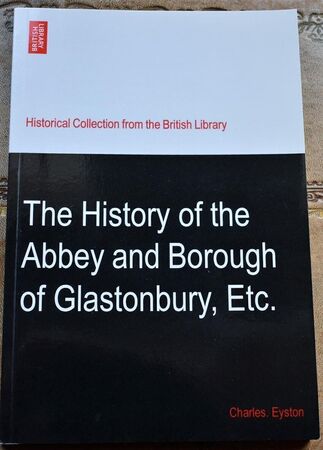 BRITISH
LIBRARY
Historical Collection from the British Library
The History of the
Abbey and Borough
of Glastonbury, Etc.
Charles. Eyston